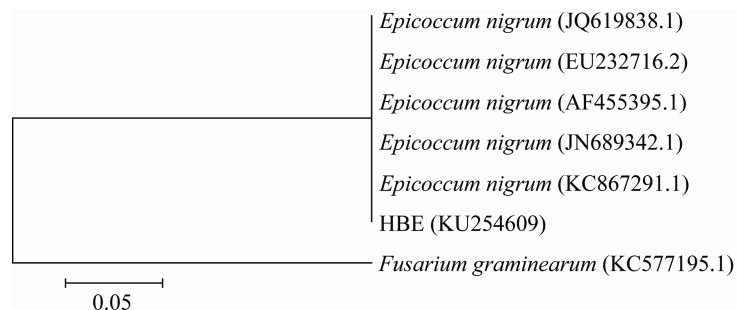 Epicoccum nigrum (JQ619838.1)
Epicoccum nigrum (EU232716.2)
Epicoccum nigrum (AF455395.1)
Epicoccum nigrum (JN689342.1)
Epicoccum nigrum (KC867291.1)
HBE (KU254609)
Fusarium graminearum (KC577195.1)
0.05